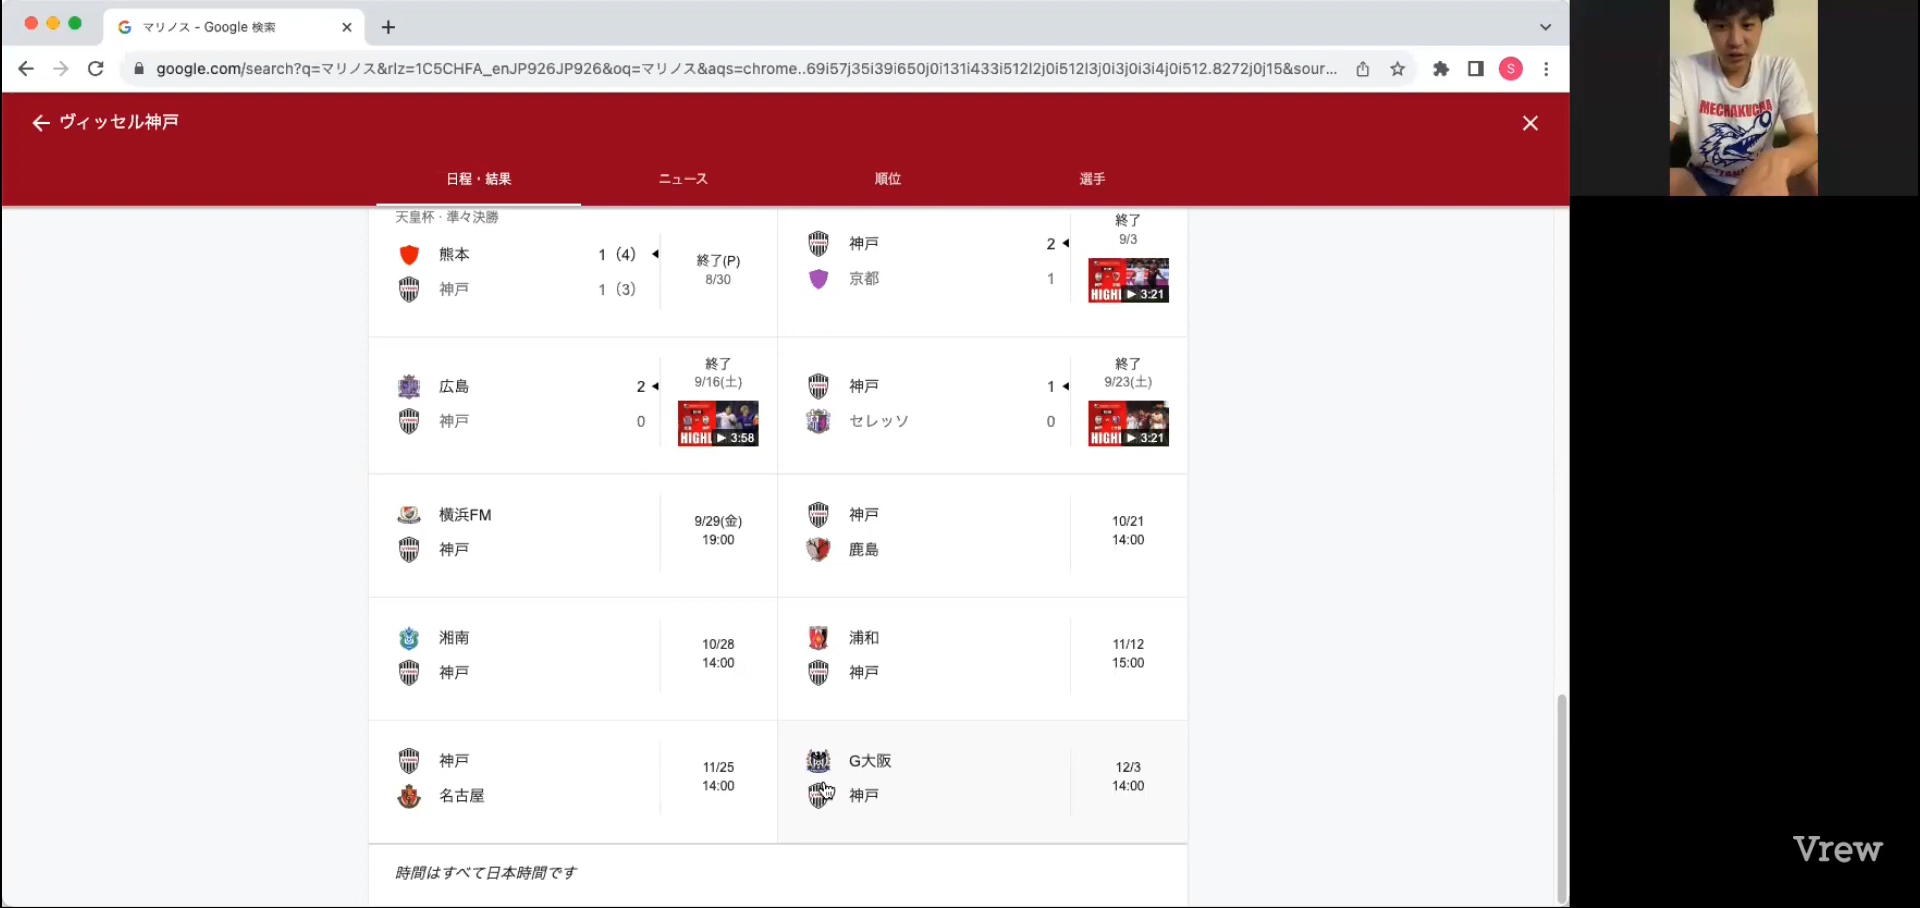 マリノス - Google 検索
google.com/search?q=マリノス&rlz=1C5CHFA_enJP926JP926&oq=マリノス&aqs=chrome..69i57j35i39i650j0i131i433i512l2j0i512l3j0i3j0i3i4j0i512.8272j0j15&sour...
S
ヴィッセル神戸
日程・結果 ニュース 順位 選手
天皇杯 · 準々決勝
熊本 1 (4)
神戸 1 (3)
終了(P)
8/30
神戸 2
京都 1
終了
9/3
HIGHL 3:21
広島 2
神戸 0
終了
9/16(土)
HIGHL 3:58
神戸 1
セレッソ 0
終了
9/23(土)
HIGHL 3:21
横浜FM
神戸
9/29(金)
19:00
神戸
鹿島
10/21
14:00
湘南
神戸
10/28
14:00
浦和
神戸
11/12
15:00
神戸
名古屋
11/25
14:00
G大阪
神戸
12/3
14:00
時間はすべて日本時間です
MECHAKUCHA
Vrew